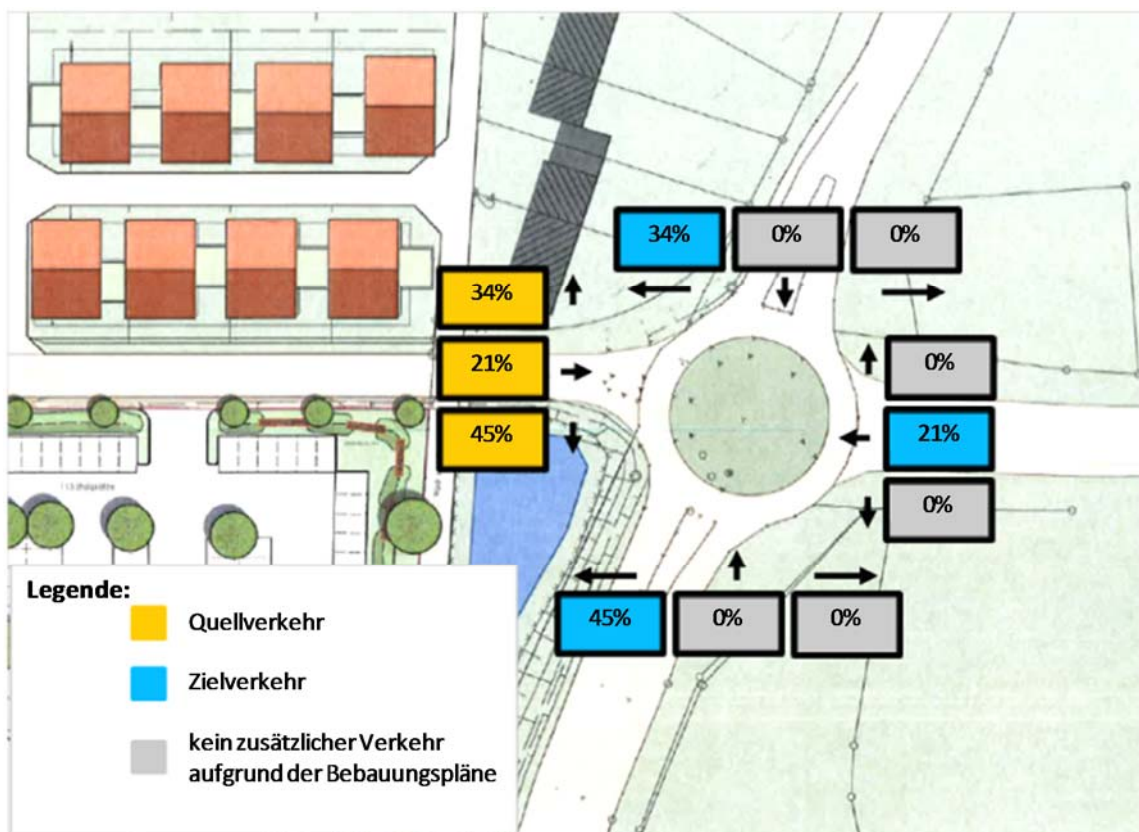 34%
0%
0%
34%
21%
45%
0%
21%
0%
45%
0%
0%
Legende:
Quellverkehr
Zielverkehr
kein zusätzlicher Verkehr
aufgrund der Bebauungspläne